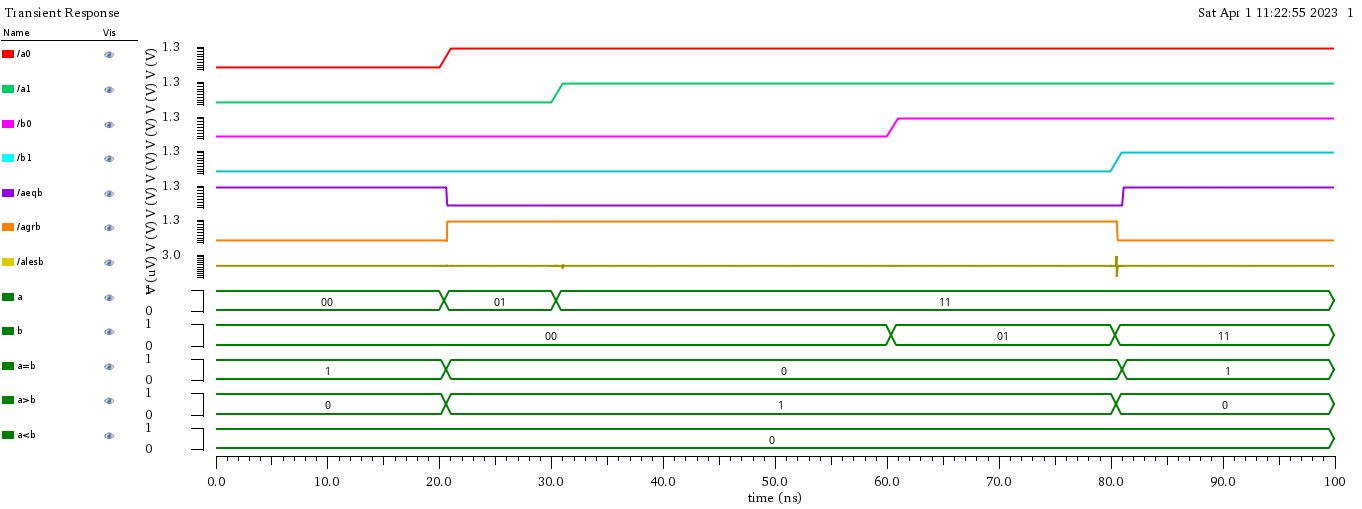 Transient Response
Sat Apr 1 11:22:55 2023 1
Name Vis
/a0 1.3
/a1 1.3
/b0 1.3
/b1 1.3
/aeqb 1.3
/agrb 1.3
/alesb 3.0
V (V) V (V) V (V) V (V) V (V) V (V)
a 1 0 00 01 11
b 1 0 00 01 11
a=b 1 0 1 0 1
a>b 1 0 0 1 0
a<b 1 0 0
0.0 10.0 20.0 30.0 40.0 50.0 60.0 70.0 80.0 90.0 100
time (ns)